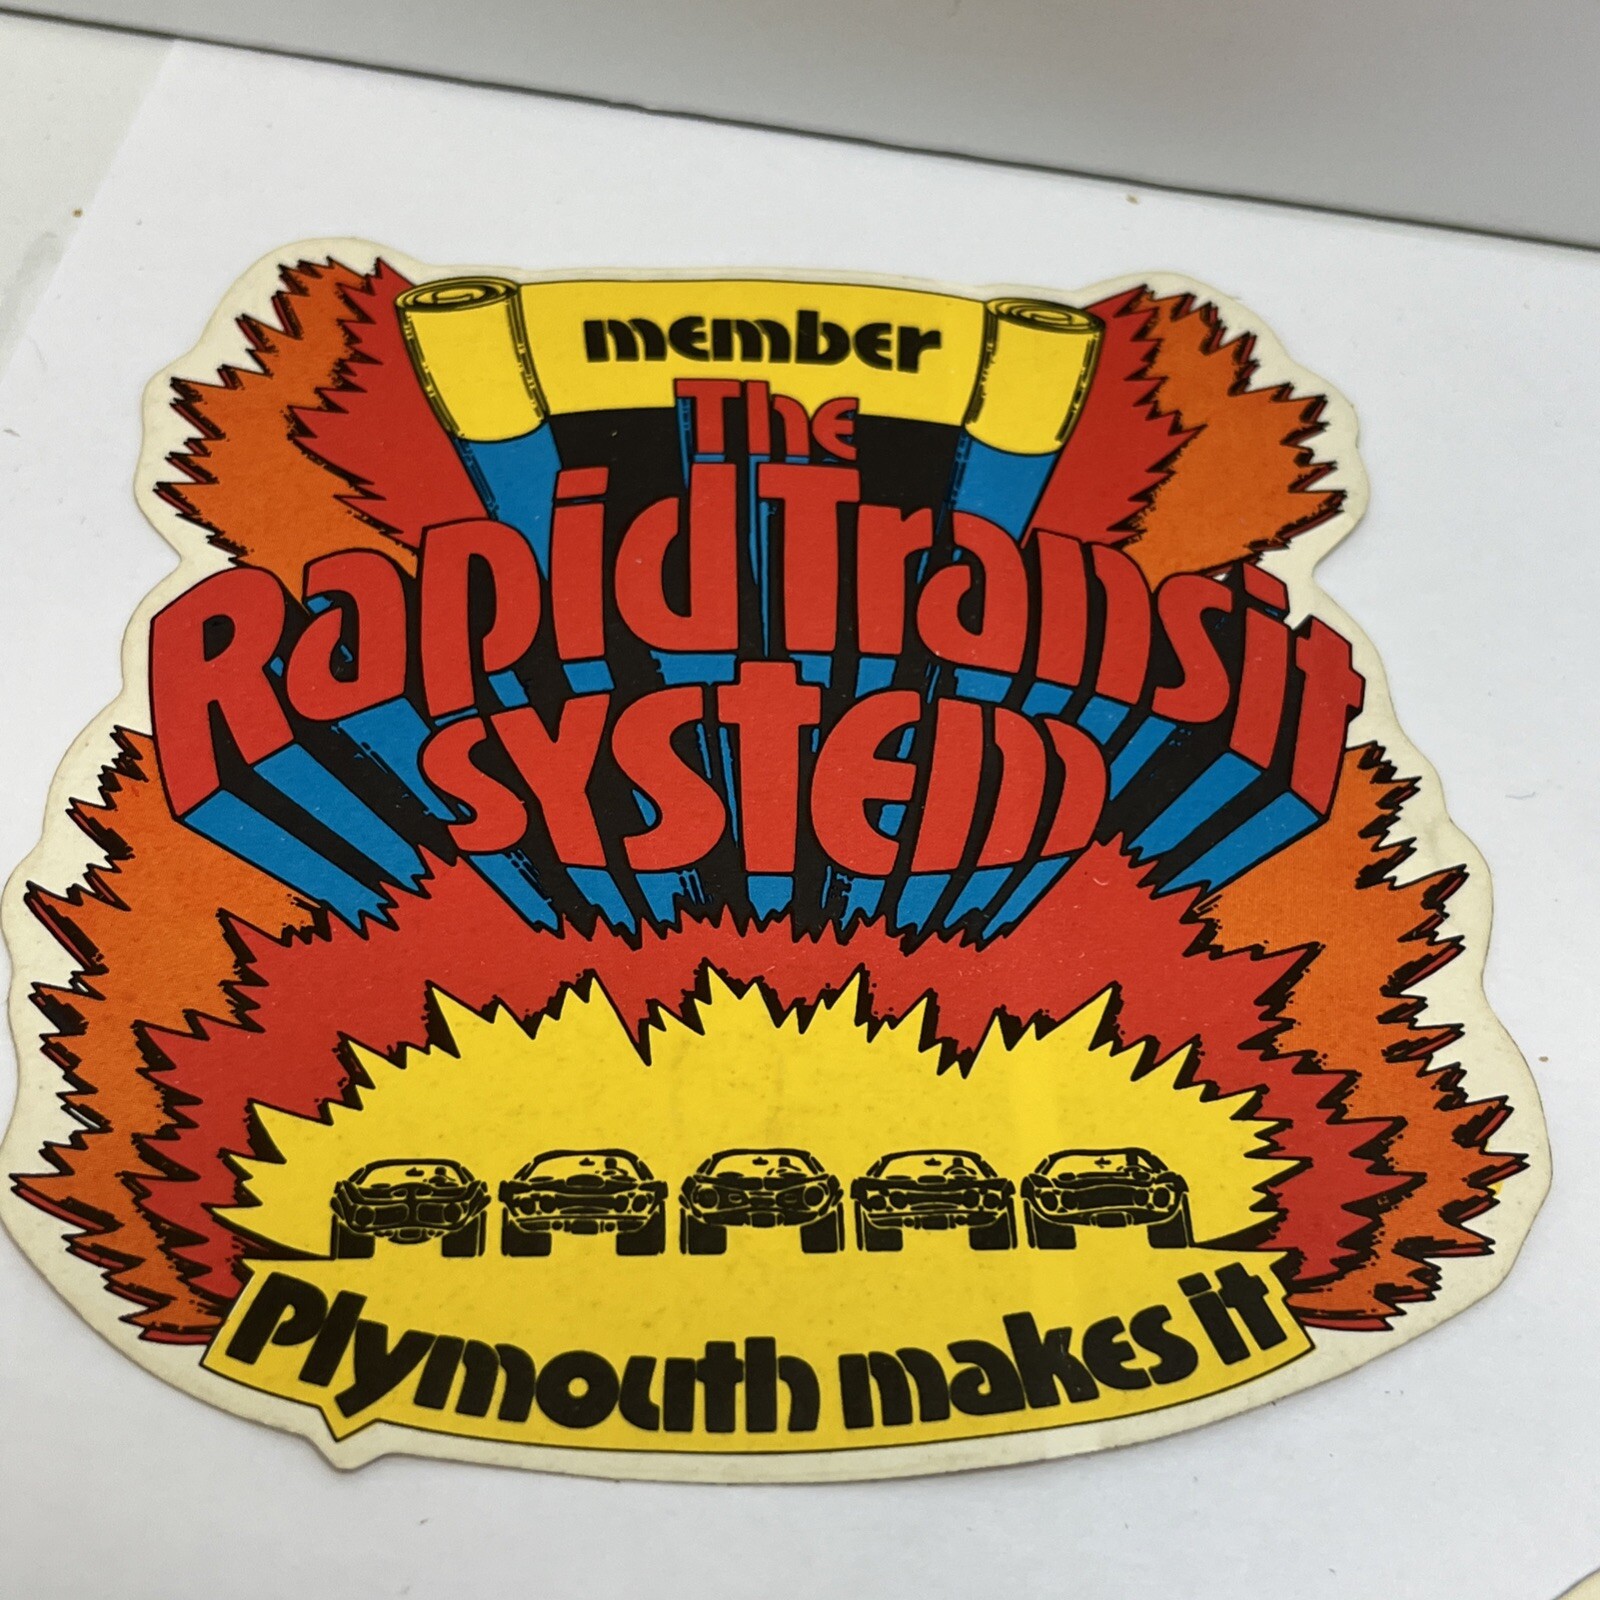 member
The
Rapid Transit
System
Plymouth makes it